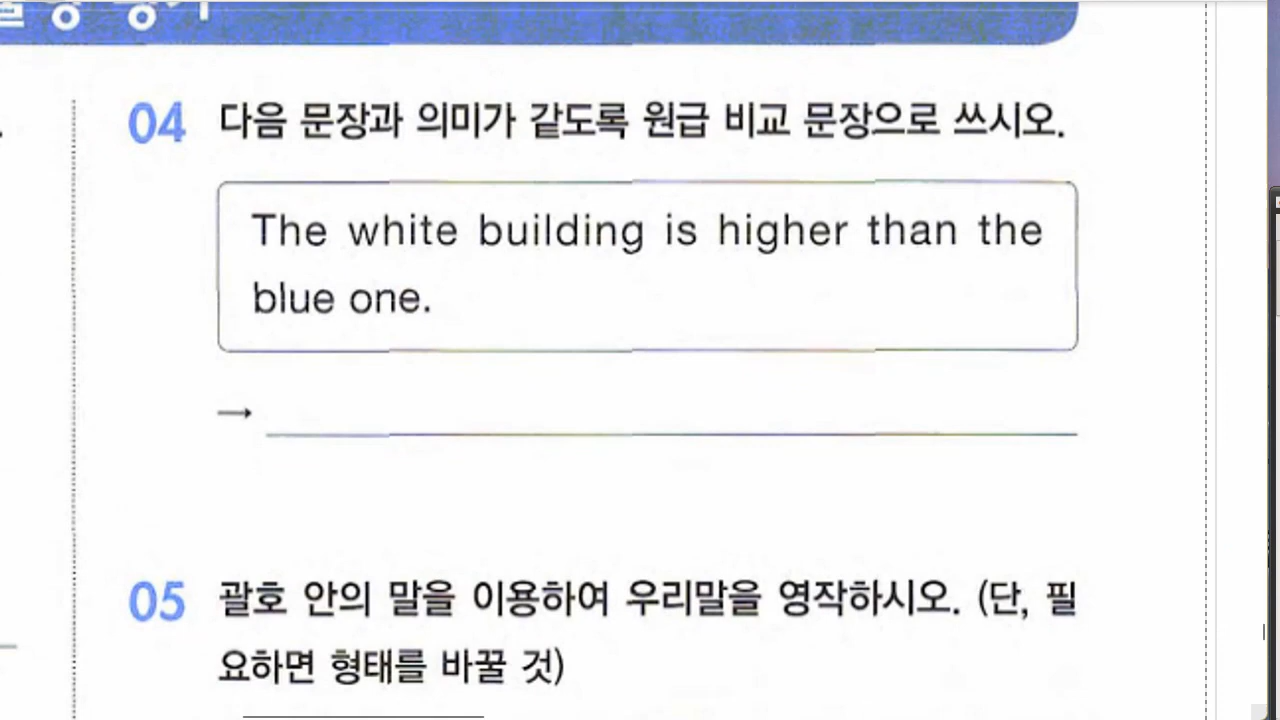 04 다음 문장과 의미가 같도록 원급 비교 문장으로 쓰시오.
The white building is higher than the
blue one.
→
05 괄호 안의 말을 이용하여 우리말을 영작하시오. (단, 필
요하면 형태를 바꿀 것)